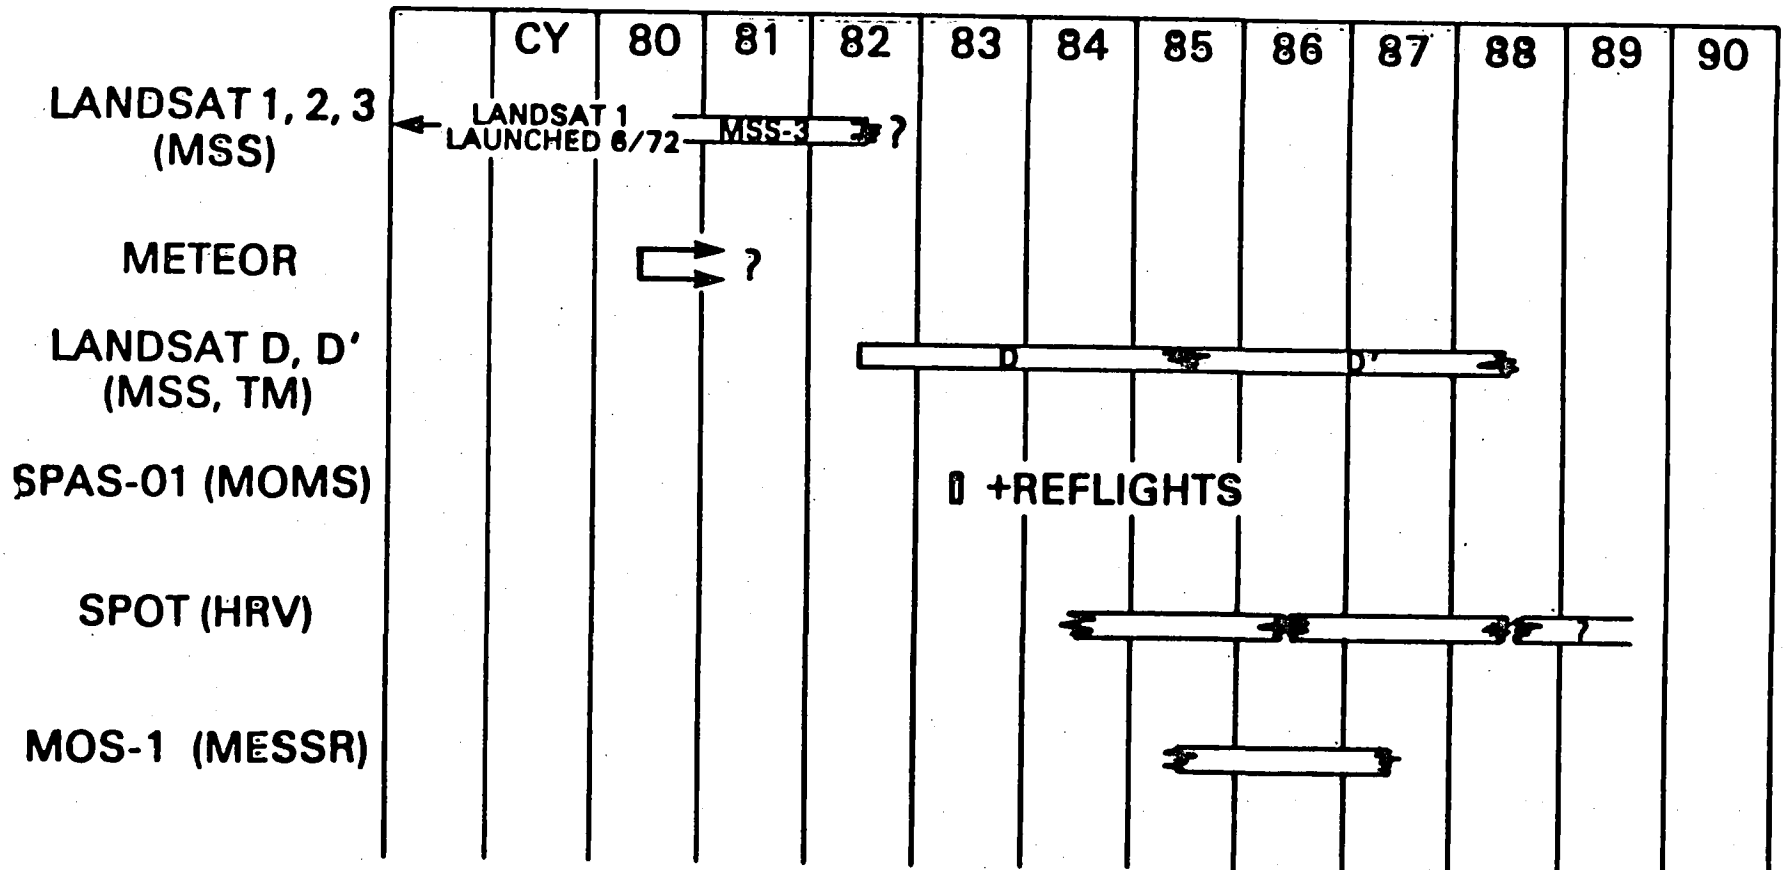 CY 80 81 82 83 84 85 86 87 88 89 90
LANDSAT 1, 2, 3
(MSS)
LANDSAT 1
LAUNCHED 6/72
MSS-3
?
METEOR
?
LANDSAT D, D'
(MSS, TM)
D
D'
SPAS-01 (MOMS)
+REFLIGHTS
SPOT (HRV)
?
MOS-1 (MESSR)